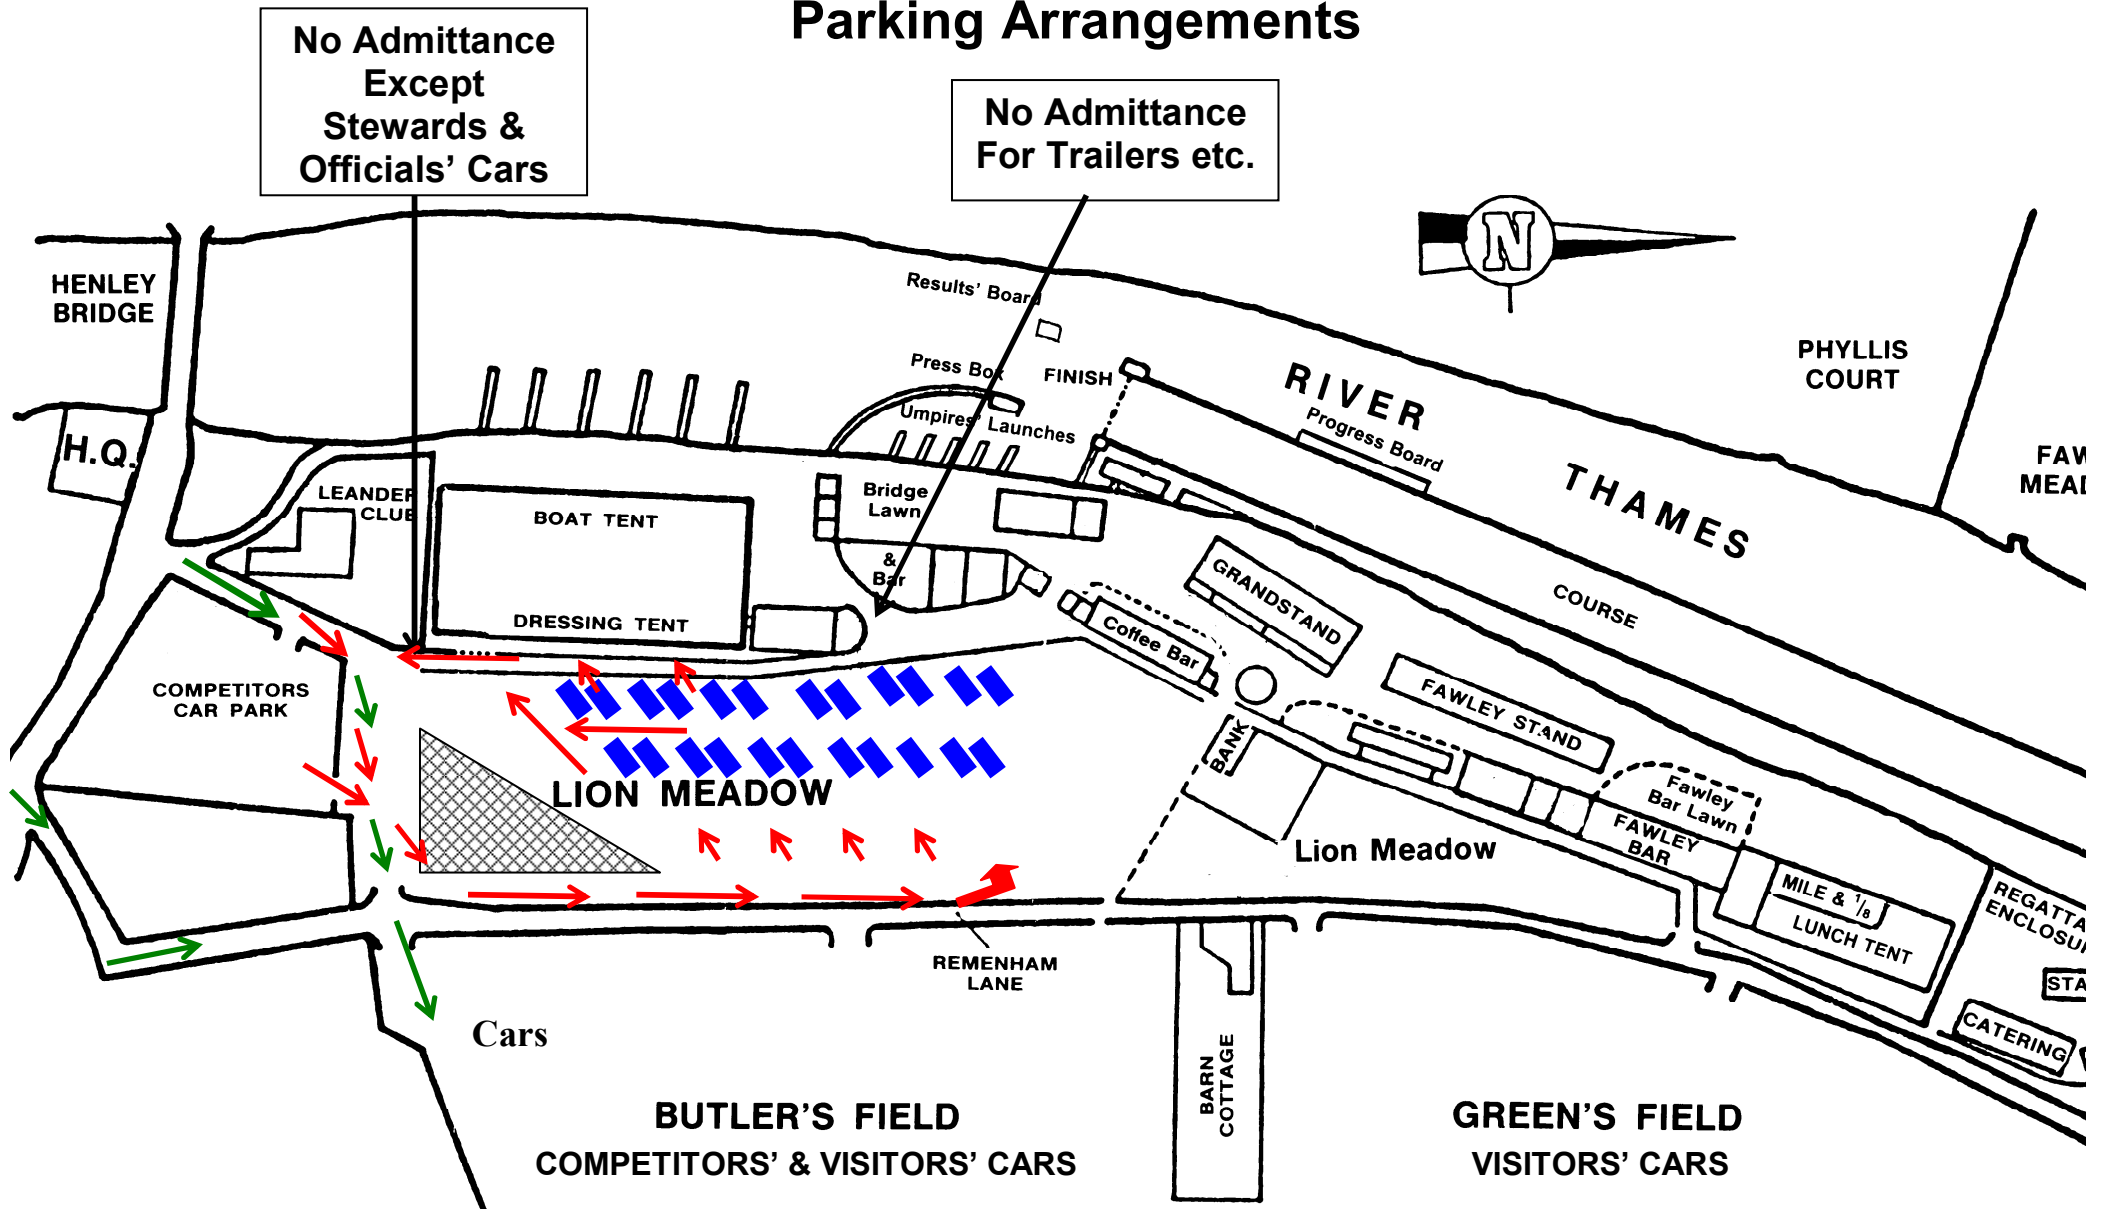 Parking Arrangements
No Admittance
Except
Stewards &
Officials’ Cars
No Admittance
For Trailers etc.
N
HENLEY
BRIDGE
Results’ Board
Press Box
FINISH
Umpires’ Launches
RIVER
THAMES
Progress Board
PHYLLIS
COURT
FAW
MEAD
H.Q.
LEANDER
CLUB
BOAT TENT
DRESSING TENT
Bridge
Lawn
&
Bar
GRANDSTAND
COURSE
Coffee Bar
FAWLEY STAND
COMPETITORS
CAR PARK
BANK
LION MEADOW
Lion Meadow
Fawley
Bar Lawn
FAWLEY
BAR
MILE & 1/8
LUNCH TENT
REGATTA
ENCLOSU
STA
CATERING
REMENHAM
LANE
Cars
BARN
COTTAGE
BUTLER’S FIELD
COMPETITORS’ & VISITORS’ CARS
GREEN’S FIELD
VISITORS’ CARS